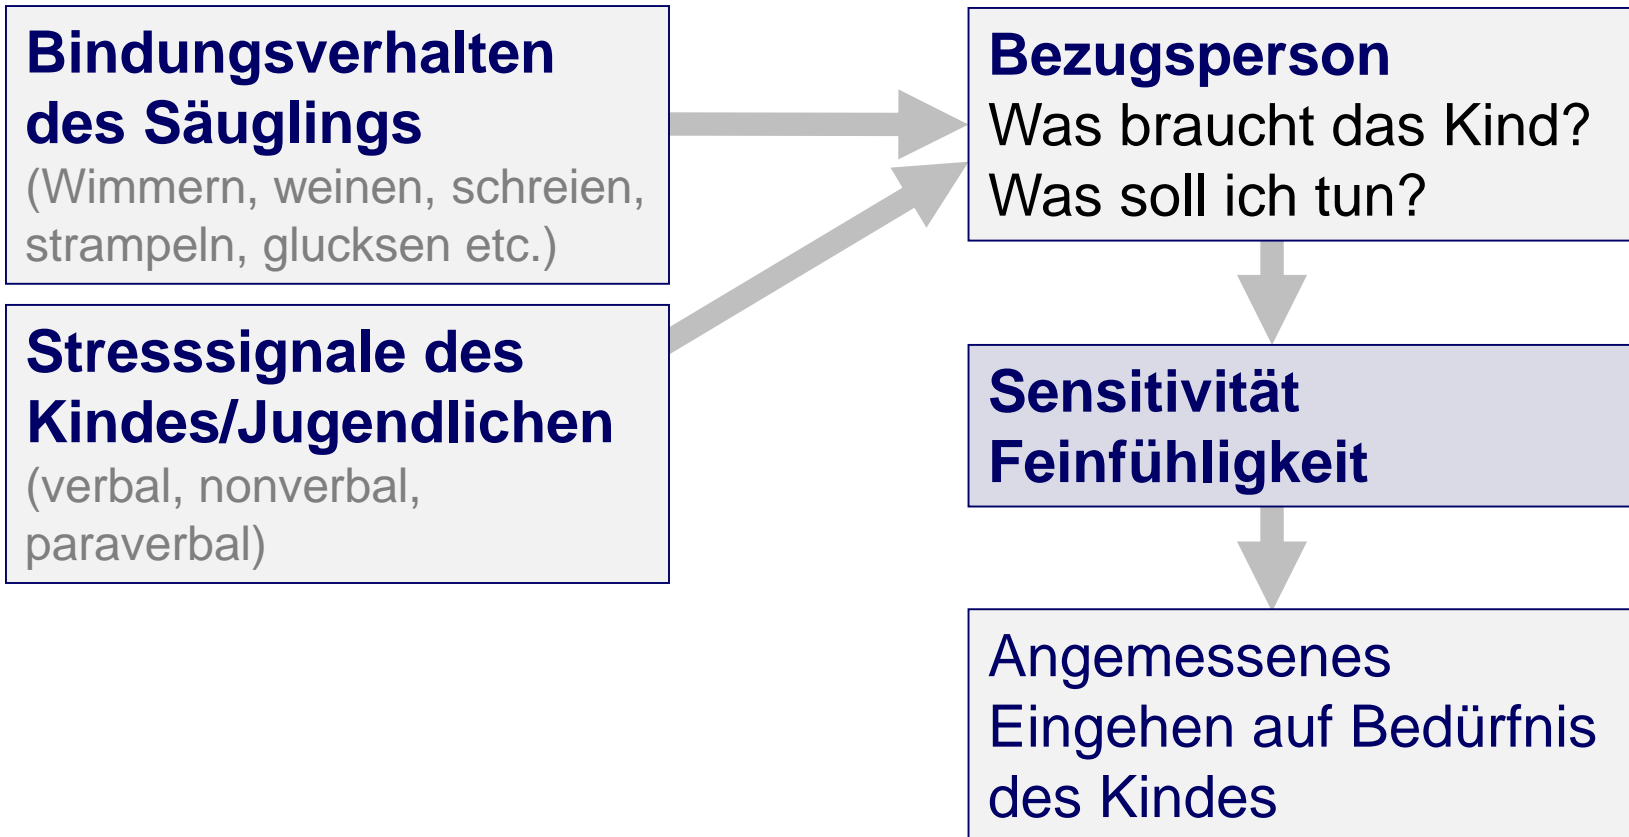 Bindungsverhalten
des Säuglings
(Wimmern, weinen, schreien,
strampeln, glucksen etc.)
Stresssignale des
Kindes/Jugendlichen
(verbal, nonverbal,
paraverbal)
Bezugsperson
Was braucht das Kind?
Was soll ich tun?
Sensitivität
Feinfühligkeit
Angemessenes
Eingehen auf Bedürfnis
des Kindes